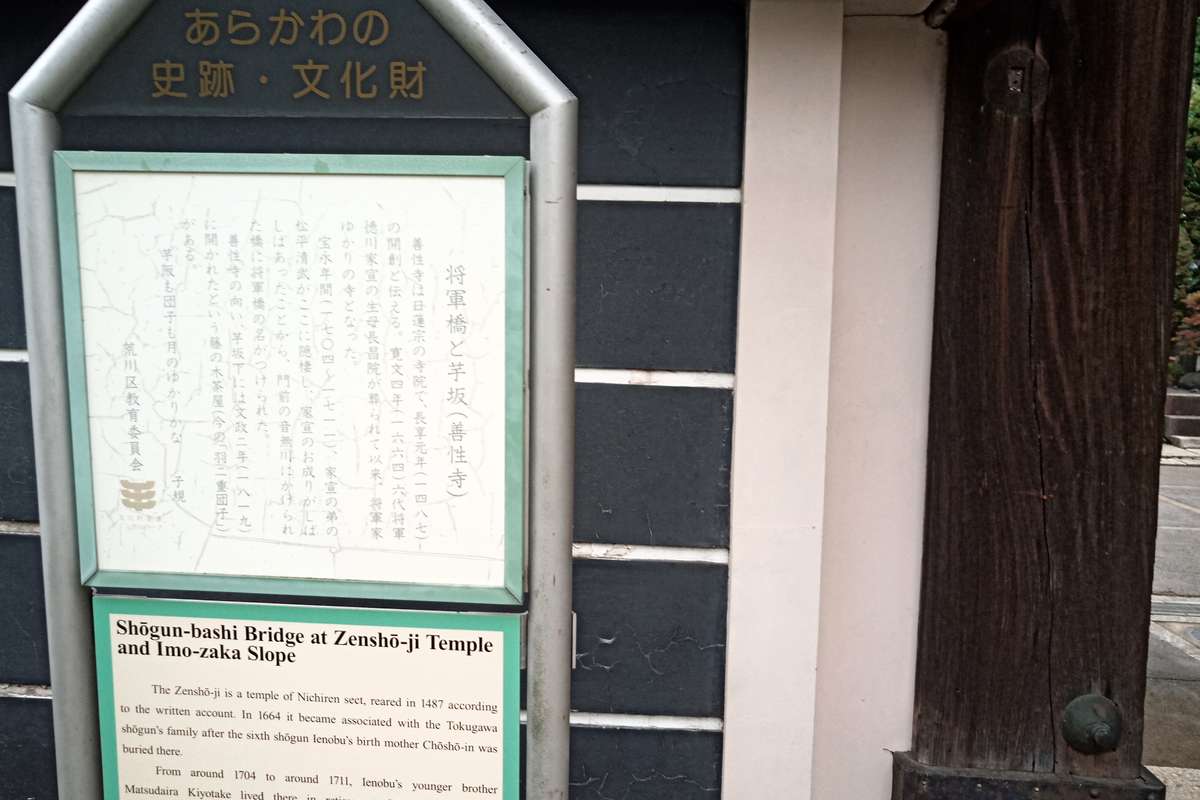 あらかわの
史跡・文化財
将軍橋と芋坂(善性寺)
善性寺は日蓮宗の寺院で、長享元年(一四八七)
の開創と伝える。寛文四年(一六六四)六代将軍
徳川家宣の生母長昌院が葬られて以来、将軍家
ゆかりの寺となった。
宝永年間(一七〇四〜一七一一)、家宣の弟の
松平清武がここに隠棲し、家宣のお成りがしば
しばあったことから、門前の音無川にかけられ
た橋に将軍橋の名がつけられた。
善性寺の向い、芋坂下には文政二年(一八一九)
に開かれたという藤の木茶屋(今の「羽二重団子」)
がある。
芋坂も団子も月のゆかりかな 子規
荒川区教育委員会
Shōgun-bashi Bridge at Zenshō-ji Temple
and Imo-zaka Slope
The Zenshō-ji is a temple of Nichiren sect, reared in 1487 according
to the written account. In 1664 it became associated with the Tokugawa
shōgun's family after the sixth shōgun Ienobu's birth mother Chōshō-in was
buried there.
From around 1704 to around 1711, Ienobu's younger brother
Matsudaira Kiyotake lived there in